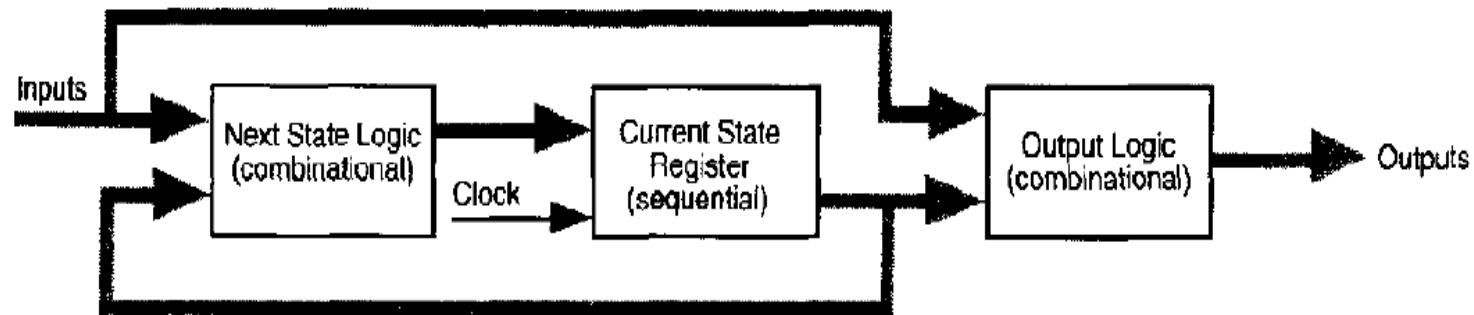 Inputs
Next State Logic
(combinational)
Clock
Current State
Register
(sequential)
Output Logic
(combinational)
Outputs